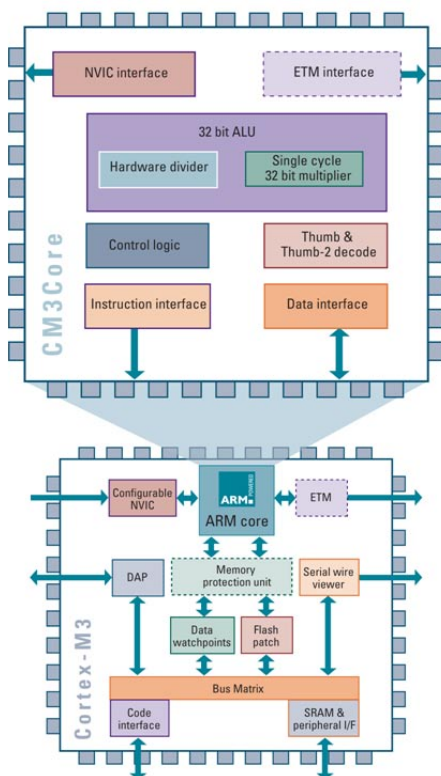 NVIC interface
ETM interface
32 bit ALU
Hardware divider
Single cycle
32 bit multiplier
Control logic
Thumb &
Thumb-2 decode
Instruction interface
Data interface
CM3Core
Configurable
NVIC
ARM POWERED
ARM core
ETM
DAP
Memory
protection unit
Serial wire
viewer
Data
watchpoints
Flash
patch
Bus Matrix
Code
interface
SRAM &
peripheral I/F
Cortex-M3